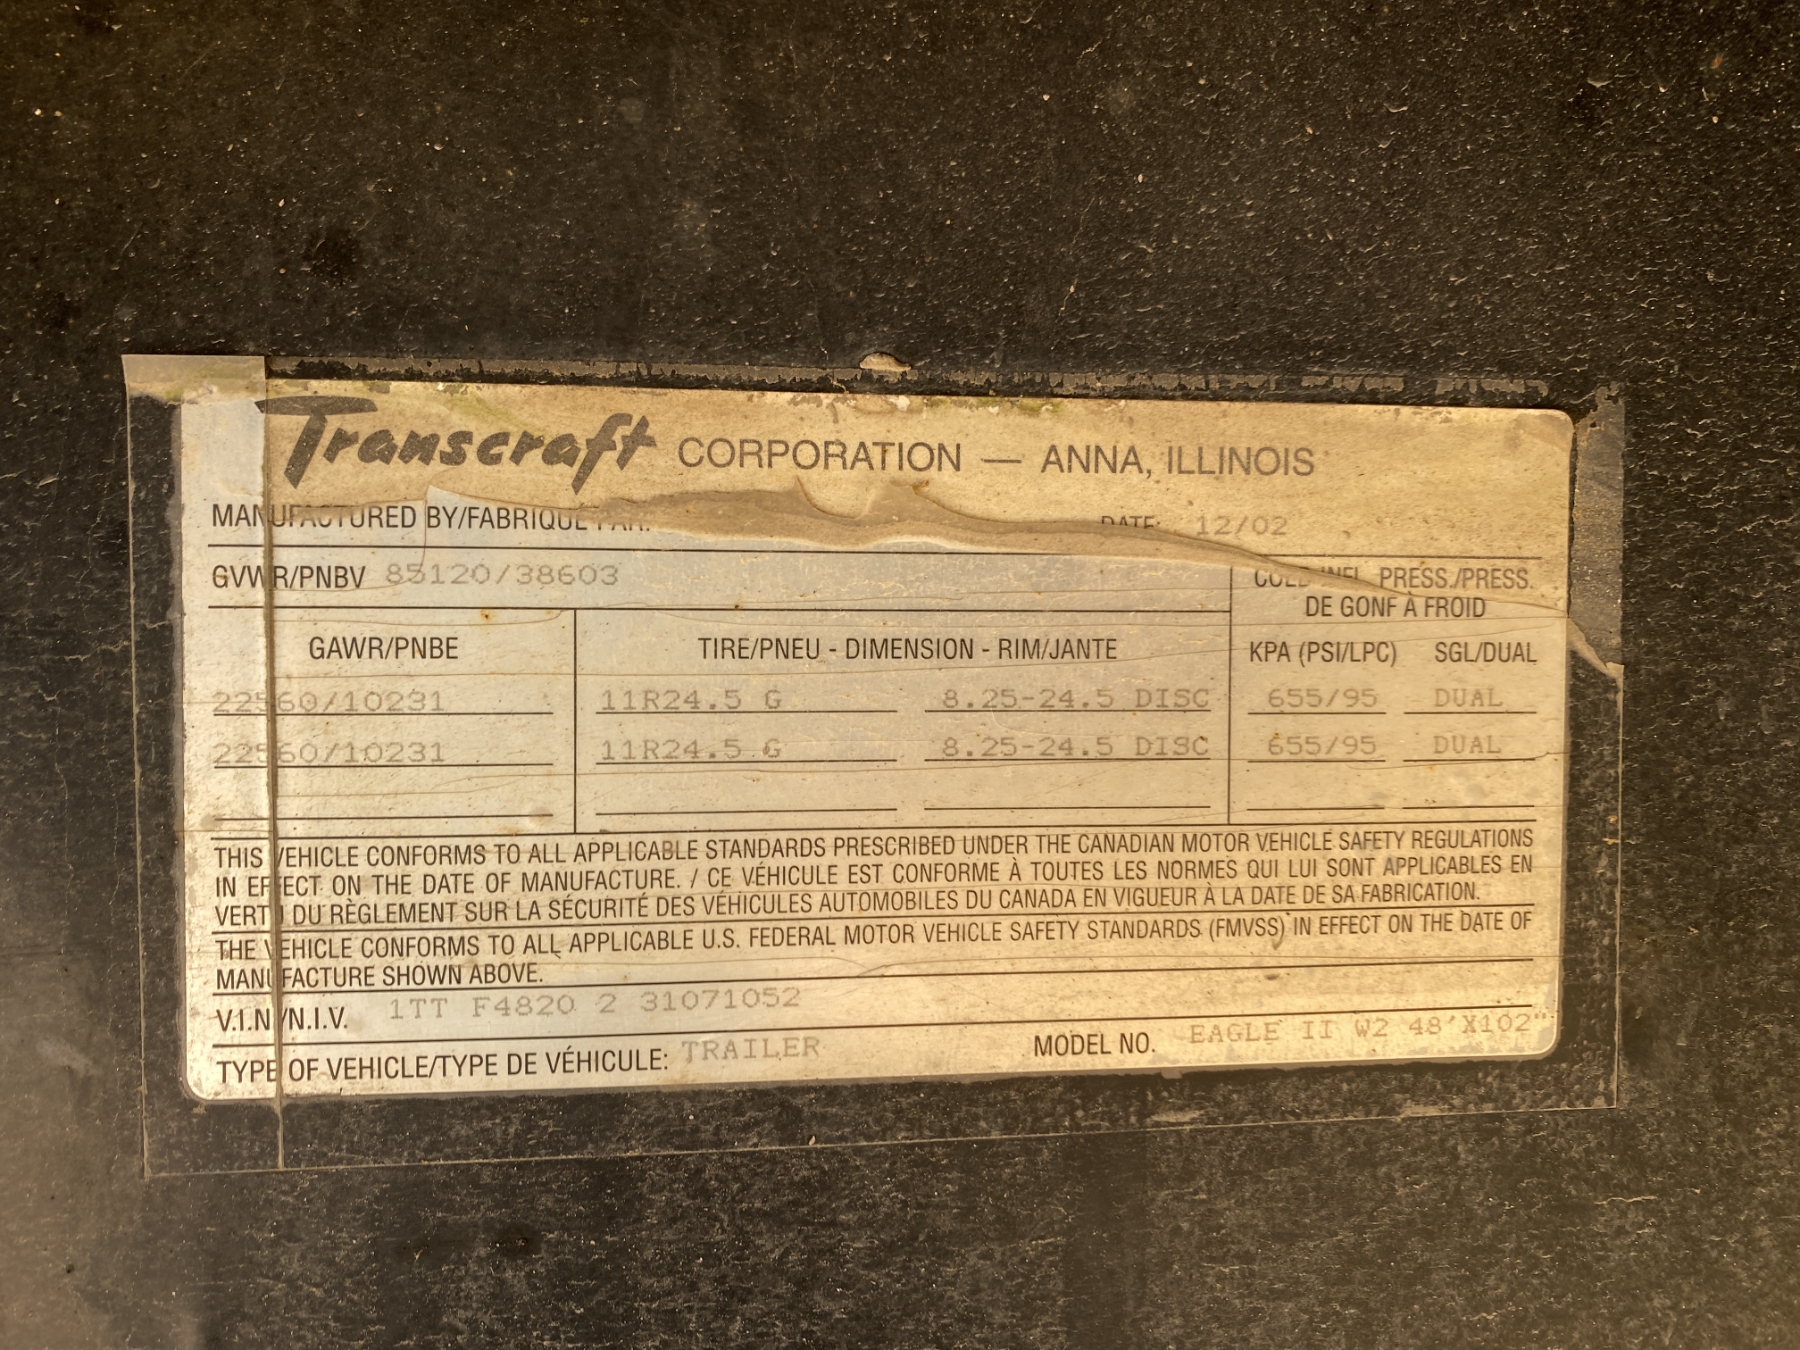 Transcraft CORPORATION — ANNA, ILLINOIS
MANUFACTURED BY/FABRIQUE PAR: DATE: 12/02
GVWR/PNBV 85120/38603 COLD INFL. PRESS./PRESS.
DE GONF À FROID
GAWR/PNBE TIRE/PNEU - DIMENSION - RIM/JANTE KPA (PSI/LPC) SGL/DUAL
22560/10231 11R24.5 G 8.25-24.5 DISC 655/95 DUAL
22560/10231 11R24.5 G 8.25-24.5 DISC 655/95 DUAL
THIS VEHICLE CONFORMS TO ALL APPLICABLE STANDARDS PRESCRIBED UNDER THE CANADIAN MOTOR VEHICLE SAFETY REGULATIONS
IN EFFECT ON THE DATE OF MANUFACTURE. / CE VÉHICULE EST CONFORME À TOUTES LES NORMES QUI LUI SONT APPLICABLES EN
VERTU DU RÈGLEMENT SUR LA SÉCURITÉ DES VÉHICULES AUTOMOBILES DU CANADA EN VIGUEUR À LA DATE DE SA FABRICATION.
THE VEHICLE CONFORMS TO ALL APPLICABLE U.S. FEDERAL MOTOR VEHICLE SAFETY STANDARDS (FMVSS) IN EFFECT ON THE DATE OF
MANUFACTURE SHOWN ABOVE.
V.I.N/N.I.V. 1TT F4820 2 31071052
TYPE OF VEHICLE/TYPE DE VÉHICULE: TRAILER MODEL NO. EAGLE II W2 48'X102"